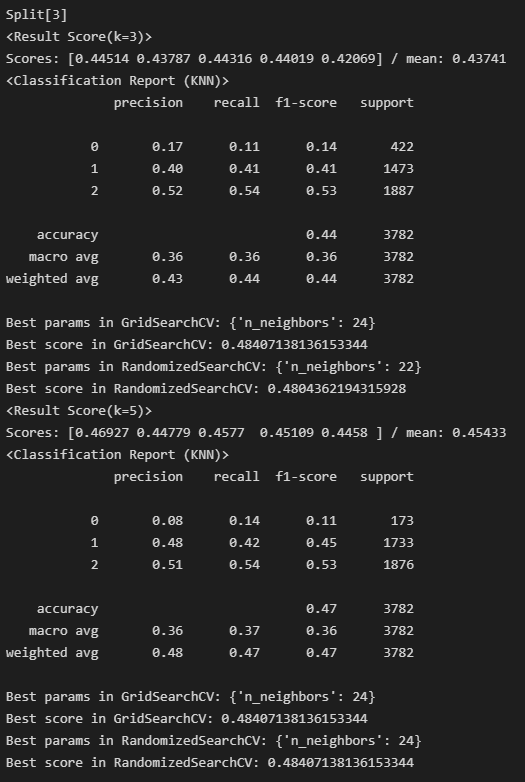 Split[3]
<Result Score(k=3)>
Scores: [0.44514 0.43787 0.44316 0.44019 0.42069] / mean: 0.43741
<Classification Report (KNN)>
              precision    recall  f1-score   support

           0       0.17      0.11      0.14       422
           1       0.40      0.41      0.41      1473
           2       0.52      0.54      0.53      1887

    accuracy                           0.44      3782
   macro avg       0.36      0.36      0.36      3782
weighted avg       0.43      0.44      0.44      3782

Best params in GridSearchCV: {'n_neighbors': 24}
Best score in GridSearchCV: 0.48407138136153344
Best params in RandomizedSearchCV: {'n_neighbors': 22}
Best score in RandomizedSearchCV: 0.4804362194315928
<Result Score(k=5)>
Scores: [0.46927 0.44779 0.4577  0.45109 0.4458 ] / mean: 0.45433
<Classification Report (KNN)>
              precision    recall  f1-score   support

           0       0.08      0.14      0.11       173
           1       0.48      0.42      0.45      1733
           2       0.51      0.54      0.53      1876

    accuracy                           0.47      3782
   macro avg       0.36      0.37      0.36      3782
weighted avg       0.48      0.47      0.47      3782

Best params in GridSearchCV: {'n_neighbors': 24}
Best score in GridSearchCV: 0.48407138136153344
Best params in RandomizedSearchCV: {'n_neighbors': 24}
Best score in RandomizedSearchCV: 0.48407138136153344